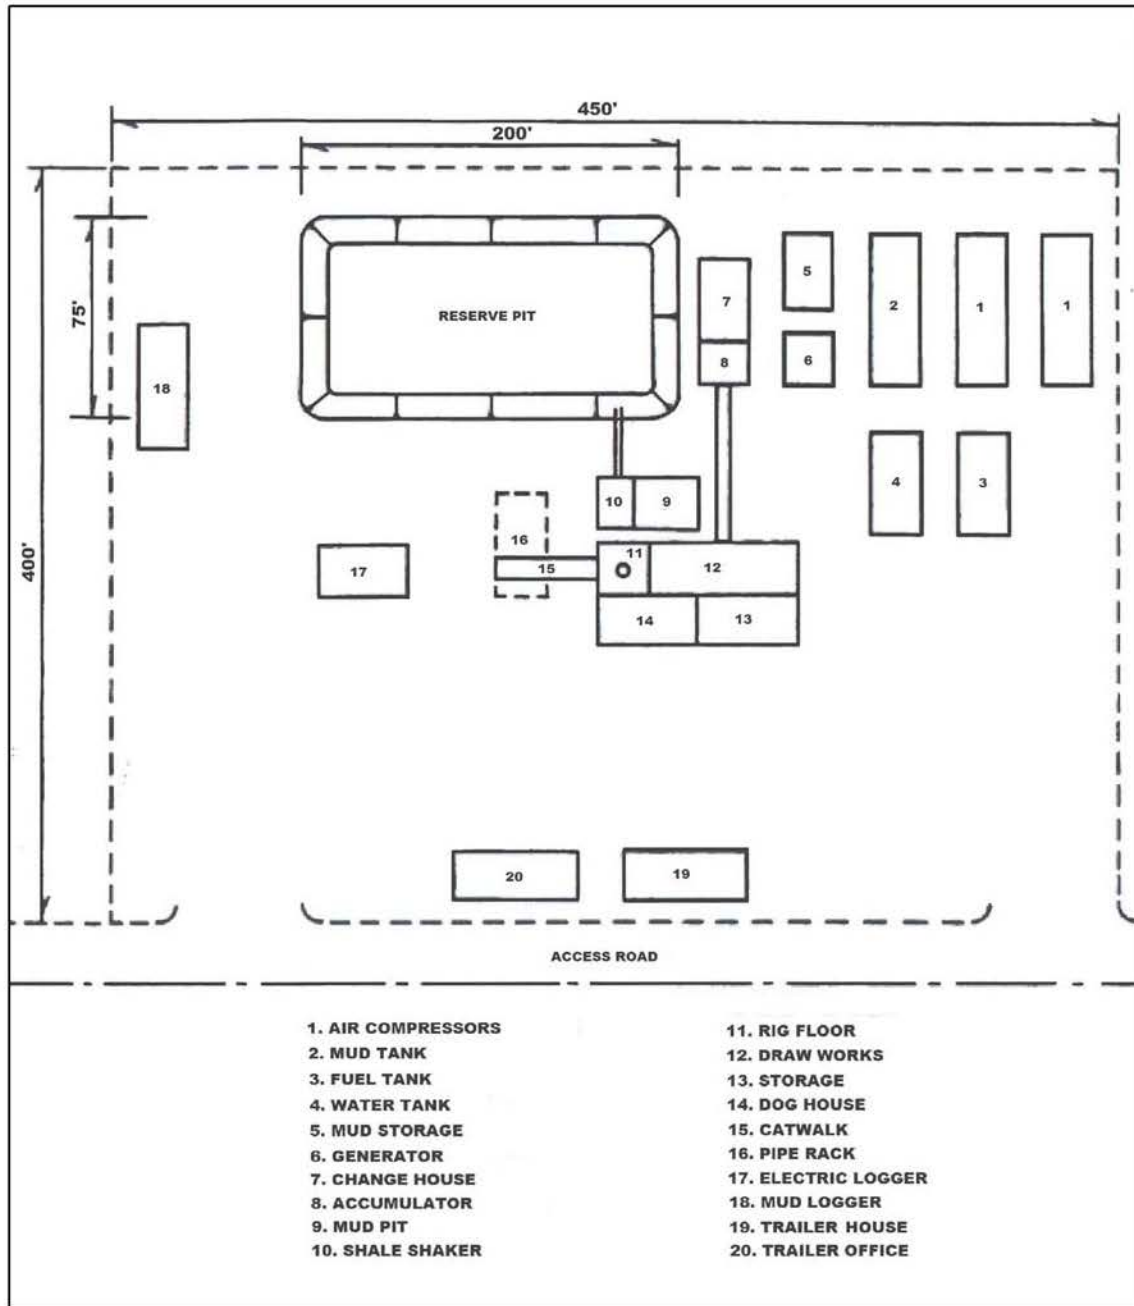 450'
200'
75'
400'
RESERVE PIT
7
8
5
6
2
1
1
18
4
3
10
9
16
15
17
11
12
14
13
20
19
ACCESS ROAD
1. AIR COMPRESSORS
2. MUD TANK
3. FUEL TANK
4. WATER TANK
5. MUD STORAGE
6. GENERATOR
7. CHANGE HOUSE
8. ACCUMULATOR
9. MUD PIT
10. SHALE SHAKER
11. RIG FLOOR
12. DRAW WORKS
13. STORAGE
14. DOG HOUSE
15. CATWALK
16. PIPE RACK
17. ELECTRIC LOGGER
18. MUD LOGGER
19. TRAILER HOUSE
20. TRAILER OFFICE